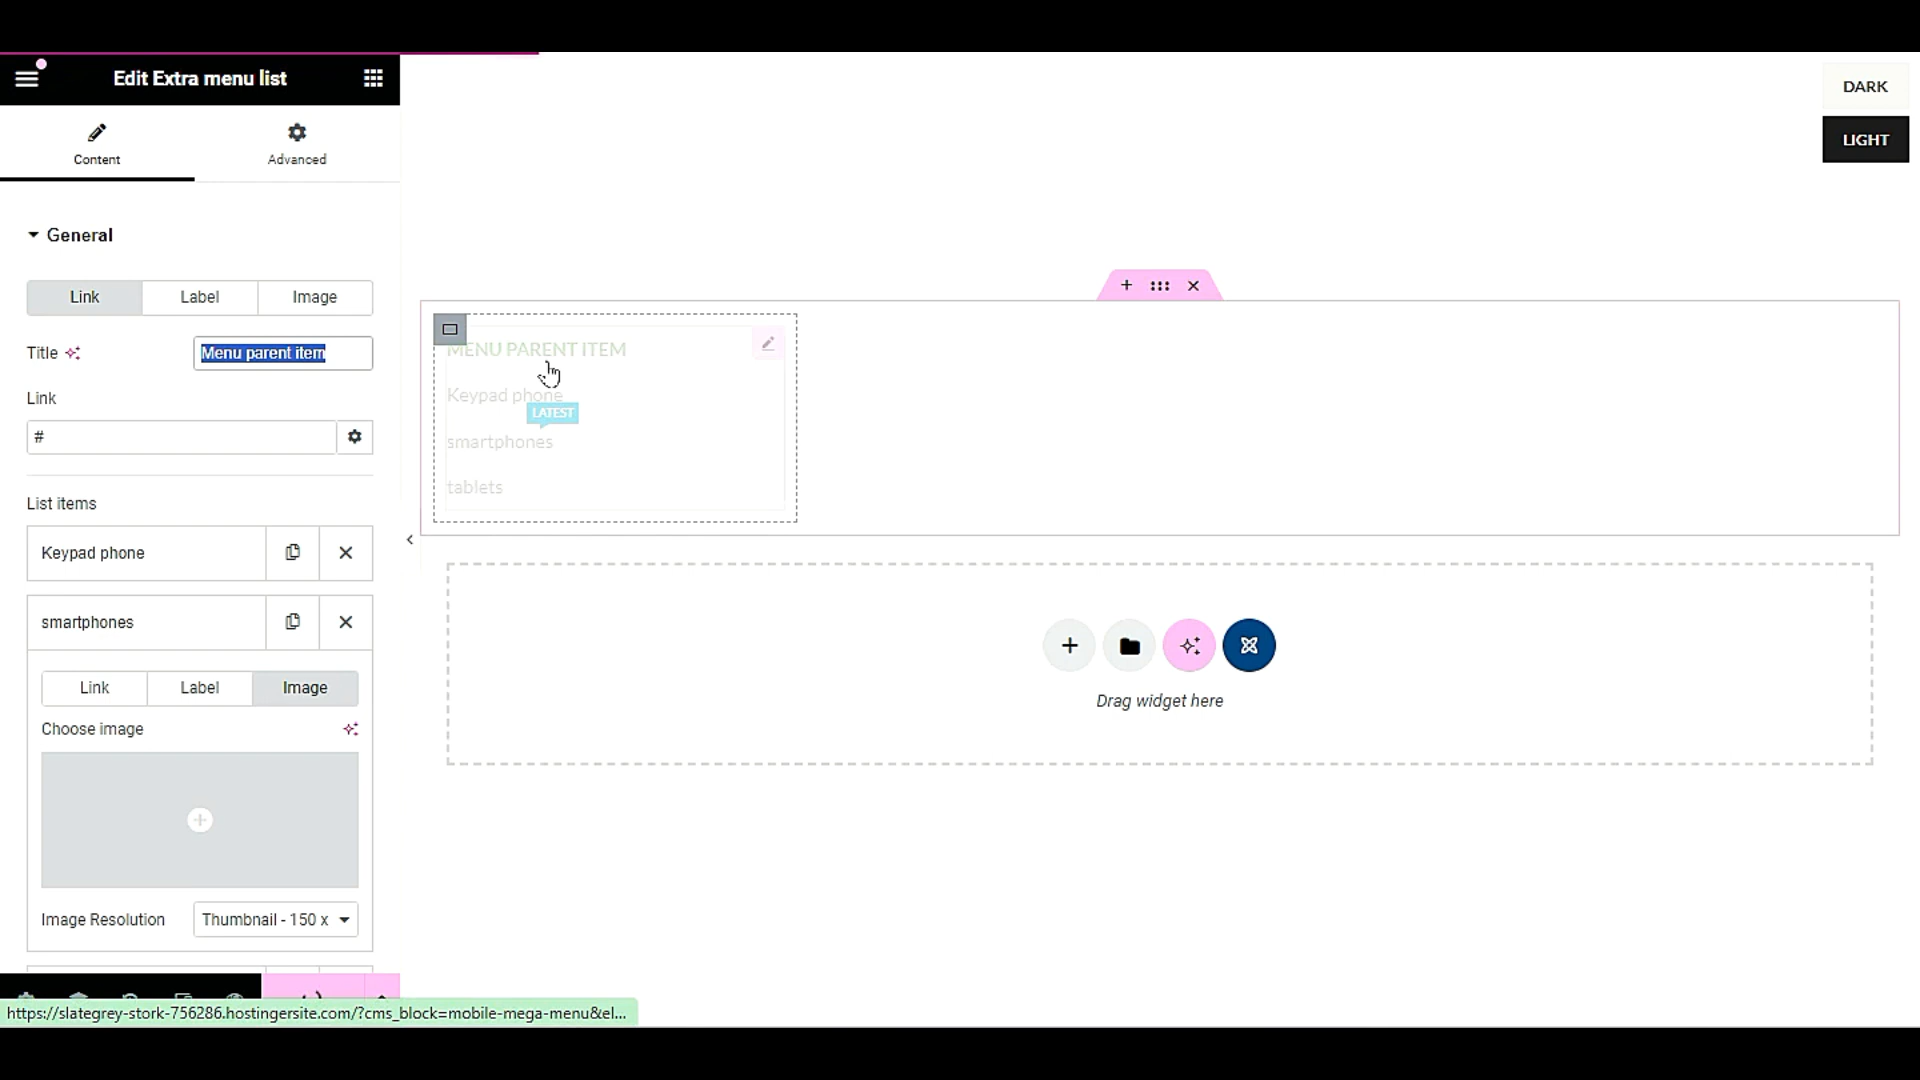 Edit Extra menu list
Content
Advanced
General
Link
Label
Image
Title
Menu parent item
Link
#
List items
Keypad phone
smartphones
Link
Label
Image
Choose image
Image Resolution
Thumbnail - 150 x
https://slategrey-stork-756286.hostingersite.com/?cms_block=mobile-mega-menu&el...
DARK
LIGHT
MENU PARENT ITEM
Keypad phone
LATEST
smartphones
tablets
Drag widget here